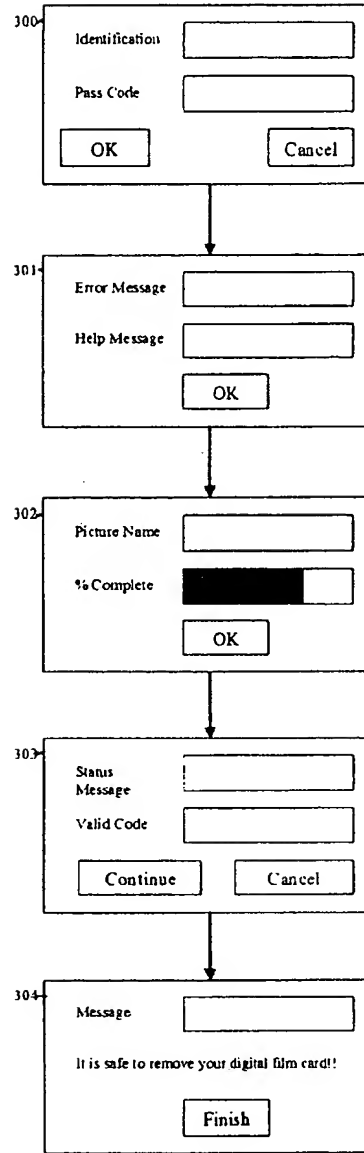 300
Identification
Pass Code
OK Cancel
301
Error Message
Help Message
OK
302
Picture Name
% Complete
OK
303
Status
Message
Valid Code
Continue Cancel
304
Message
It is safe to remove your digital film card!!
Finish